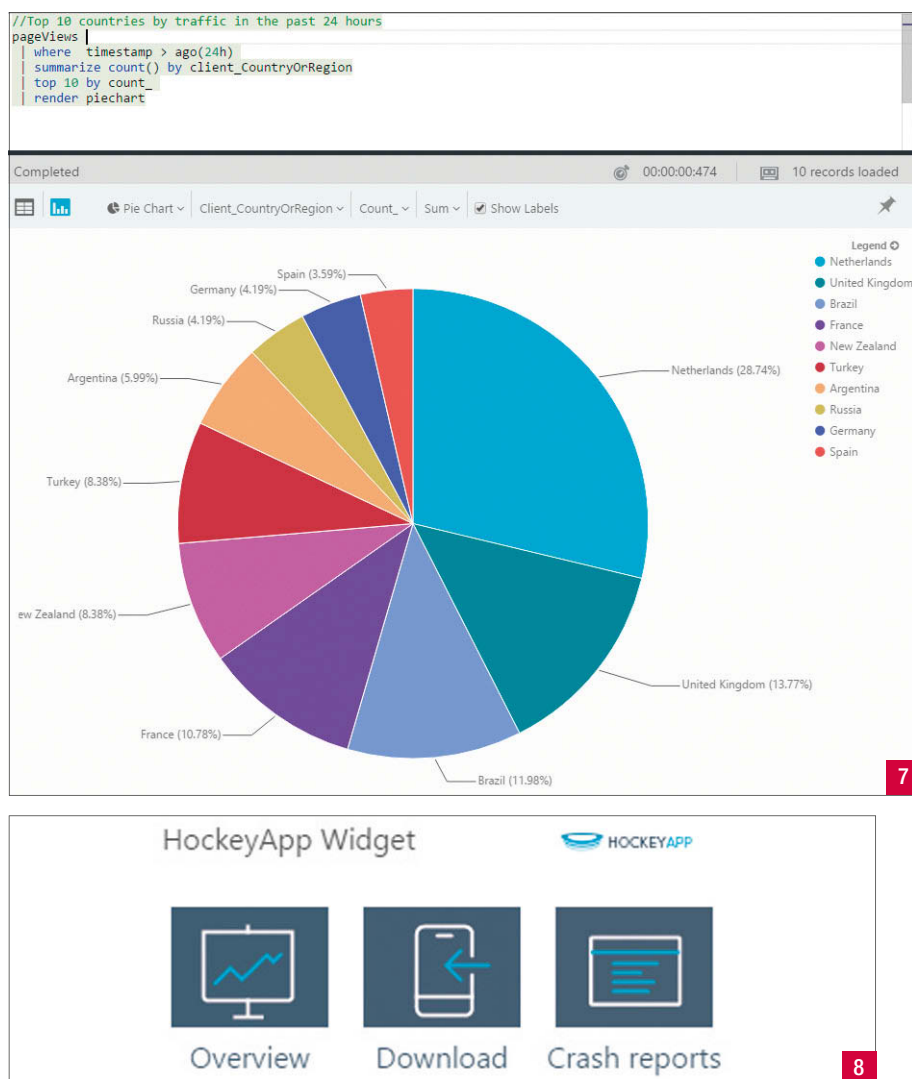 //Top 10 countries by traffic in the past 24 hours
pageViews
| where timestamp > ago(24h)
| summarize count() by client_CountryOrRegion
| top 10 by count_
| render piechart
Completed 00:00:00:474 10 records loaded
Pie Chart Client_CountryOrRegion Count_ Sum Show Labels
Legend
Netherlands
United Kingdom
Brazil
France
New Zealand
Turkey
Argentina
Russia
Germany
Spain
Spain (3.59%)
Germany (4.19%)
Russia (4.19%)
Argentina (5.99%)
Turkey (8.38%)
ew Zealand (8.38%)
France (10.78%)
Brazil (11.98%)
United Kingdom (13.77%)
Netherlands (28.74%)
7
HockeyApp Widget
HOCKEYAPP
Overview Download Crash reports
8